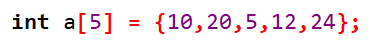 int a[5] = {10,20,5,12,24};